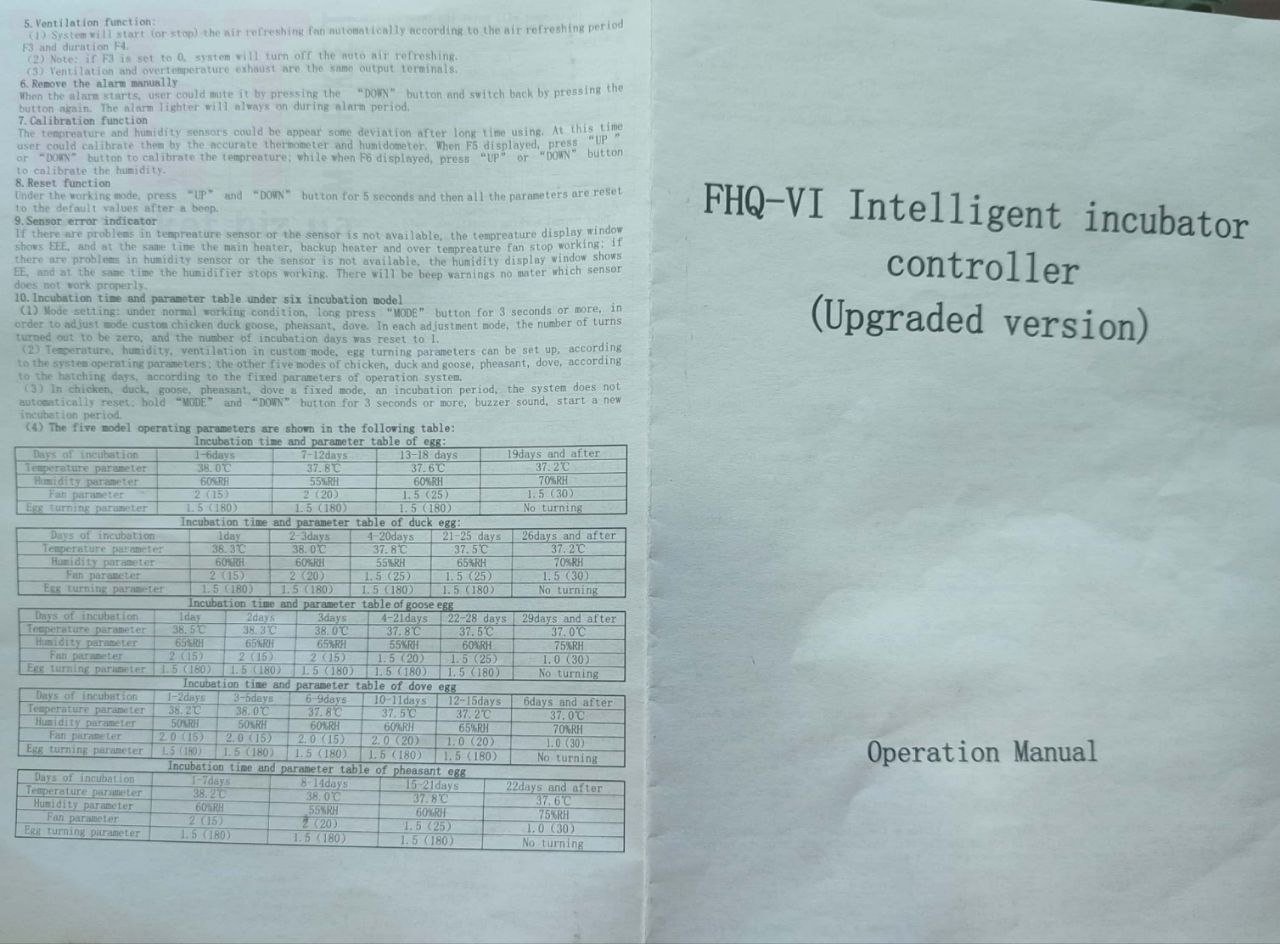 5. Ventilation function:
(1) System will start (or stop) the air refreshing fan automatically according to the air refreshing period
F3 and duration F4.
(2) Note: if F3 is set to 0, system will turn off the auto air refreshing.
(3) Ventilation and overtemperature exhaust are the same output terminals.
6. Remove the alarm manually
When the alarm starts, user could mute it by pressing the “DOWN” button and switch back by pressing the
button again. The alarm lighter will always on during alarm period.
7. Calibration function
The tempreature and humidity sensors could be appear some deviation after long time using. At this time
user could calibrate them by the accurate thermometer and humidometer. When F5 displayed, press “UP”
or “DOWN” button to calibrate the tempreature; while when F6 displayed, press “UP” or “DOWN” button
to calibrate the humidity.
8. Reset function
Under the working mode, press “UP” and “DOWN” button for 5 seconds and then all the parameters are reset
to the default values after a beep.
9. Sensor error indicator
If there are problems in tempreature sensor or the sensor is not available, the tempreature display window
shows EEE, and at the same time the main heater, backup heater and over tempreature fan stop working; if
there are problems in humidity sensor or the sensor is not available, the humidity display window shows
EE, and at the same time the humidifier stops working. There will be beep warnings no mater which sensor
does not work properly.
10. Incubation time and parameter table under six incubation model
(1) Mode setting: under normal working condition, long press “MODE” button for 3 seconds or more, in
order to adjust mode custom chicken duck goose, pheasant, dove. In each adjustment mode, the number of turns
turned out to be zero, and the number of incubation days was reset to 1.
(2) Temperature, humidity, ventilation in custom mode, egg turning parameters can be set up, according
to the system operating parameters; the other five modes of chicken, duck and goose, pheasant, dove, according
to the hatching days, according to the fixed parameters of operation system.
(3) In chicken, duck, goose, pheasant, dove a fixed mode, an incubation period, the system does not
automatically reset: hold “MODE” and “DOWN” button for 3 seconds or more, buzzer sound, start a new
incubation period.
(4) The five model operating parameters are shown in the following table:
Incubation time and parameter table of egg:
Days of incubation 1-6days 7-12days 13-18 days 19days and after
Temperature parameter 38.0℃ 37.8℃ 37.6℃ 37.2℃
Humidity parameter 60%RH 55%RH 60%RH 70%RH
Fan parameter 2 (15) 2 (20) 1.5 (25) 1.5 (30)
Egg turning parameter 1.5 (180) 1.5 (180) 1.5 (180) No turning
Incubation time and parameter table of duck egg:
Days of incubation 1day 2-3days 4-20days 21-25 days 26days and after
Temperature parameter 38.3℃ 38.0℃ 37.8℃ 37.5℃ 37.2℃
Humidity parameter 60%RH 60%RH 55%RH 65%RH 70%RH
Fan parameter 2 (15) 2 (20) 1.5 (25) 1.5 (25) 1.5 (30)
Egg turning parameter 1.5 (180) 1.5 (180) 1.5 (180) 1.5 (180) No turning
Incubation time and parameter table of goose egg
Days of incubation 1day 2days 3days 4-21days 22-28 days 29days and after
Temperature parameter 38.5℃ 38.3℃ 38.0℃ 37.8℃ 37.5℃ 37.0℃
Humidity parameter 65%RH 65%RH 65%RH 55%RH 60%RH 75%RH
Fan parameter 2 (15) 2 (15) 2 (15) 1.5 (20) 1.5 (25) 1.0 (30)
Egg turning parameter 1.5 (180) 1.5 (180) 1.5 (180) 1.5 (180) 1.5 (180) No turning
Incubation time and parameter table of dove egg
Days of incubation 1-2days 3-5days 6-9days 10-11days 12-15days 6days and after
Temperature parameter 38.2℃ 38.0℃ 37.8℃ 37.5℃ 37.2℃ 37.0℃
Humidity parameter 50%RH 50%RH 60%RH 60%RH 65%RH 70%RH
Fan parameter 2.0 (15) 2.0 (15) 2.0 (15) 2.0 (20) 1.0 (20) 1.0 (30)
Egg turning parameter 1.5 (180) 1.5 (180) 1.5 (180) 1.5 (180) 1.5 (180) No turning
Incubation time and parameter table of pheasant egg
Days of incubation 1-7days 8-14days 15-21days 22days and after
Temperature parameter 38.2℃ 38.0℃ 37.8℃ 37.6℃
Humidity parameter 60%RH 55%RH 60%RH 75%RH
Fan parameter 2 (15) 2 (20) 1.5 (25) 1.0 (30)
Egg turning parameter 1.5 (180) 1.5 (180) 1.5 (180) No turning
FHQ-VI Intelligent incubator
controller
(Upgraded version)
Operation Manual